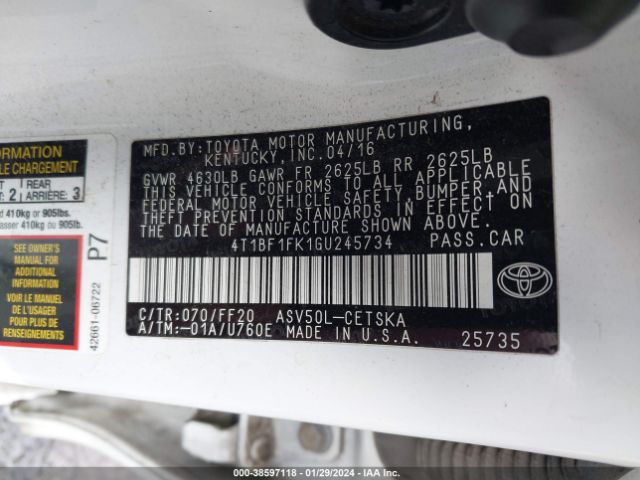 MFD.BY:TOYOTA MOTOR MANUFACTURING,
KENTUCKY,INC.04/16
GVWR 4630LB GAWR FR 2625LB RR 2625LB
THIS VEHICLE CONFORMS TO ALL APPLICABLE
FEDERAL MOTOR VEHICLE SAFETY,BUMPER,AND
THEFT PREVENTION STANDARDS IN EFFECT ON
THE DATE OF MANUFACTURE SHOWN ABOVE.
4T1BF1FK1GU245734 PASS.CAR
C/TR:070/FF20 ASV50L-CETSKA
A/TM:-01A/U760E MADE IN U.S.A. 25735
TOYOTA
FORMATION
CHARGEMENT
2 REAR
ARRIÈRE: 3
410kg or 905lbs.
410kg ou 905lbs.
SEE OWNER'S
MANUAL FOR
ADDITIONAL
INFORMATION
VOIR LE MANUEL
DE L'USAGER
POUR PLUS DE
RENSEIGNEMENTS
P7
42661-06722
000-38597118 | 01/29/2024 | IAA Inc.